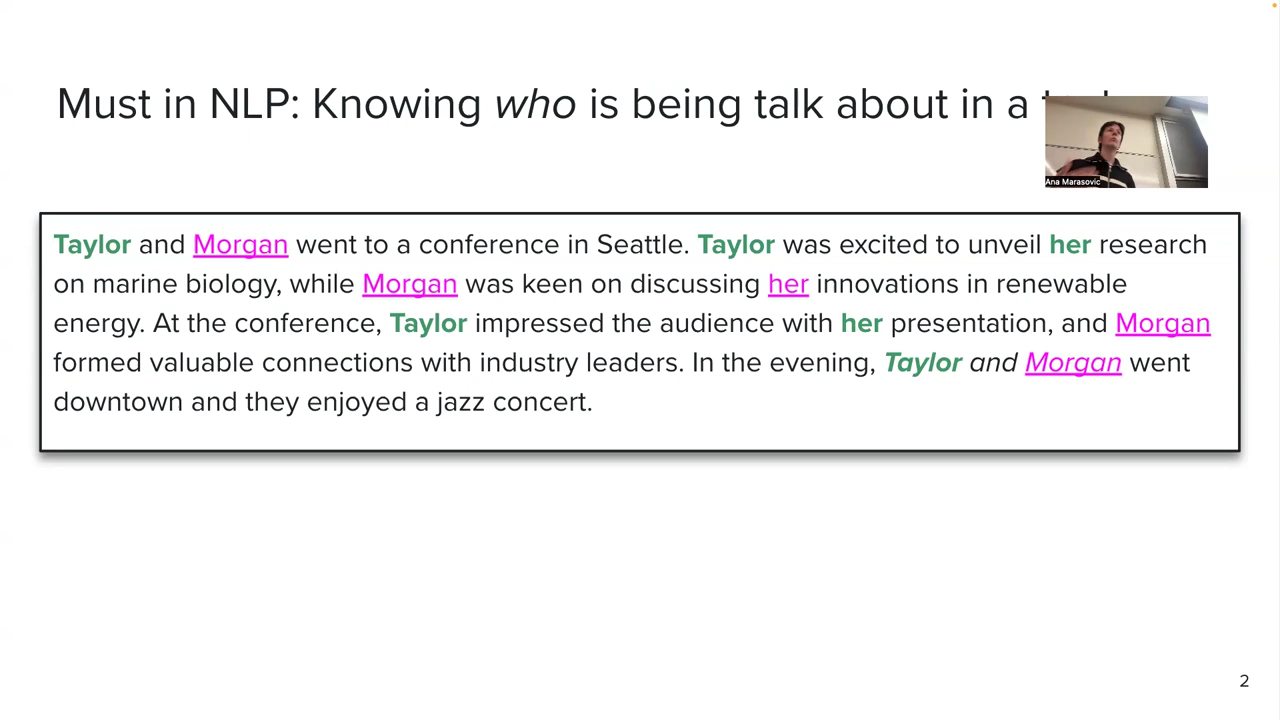 Must in NLP: Knowing who is being talk about in a
Ana Marasovic
Taylor and Morgan went to a conference in Seattle. Taylor was excited to unveil her research
on marine biology, while Morgan was keen on discussing her innovations in renewable
energy. At the conference, Taylor impressed the audience with her presentation, and Morgan
formed valuable connections with industry leaders. In the evening, Taylor and Morgan went
downtown and they enjoyed a jazz concert.
2